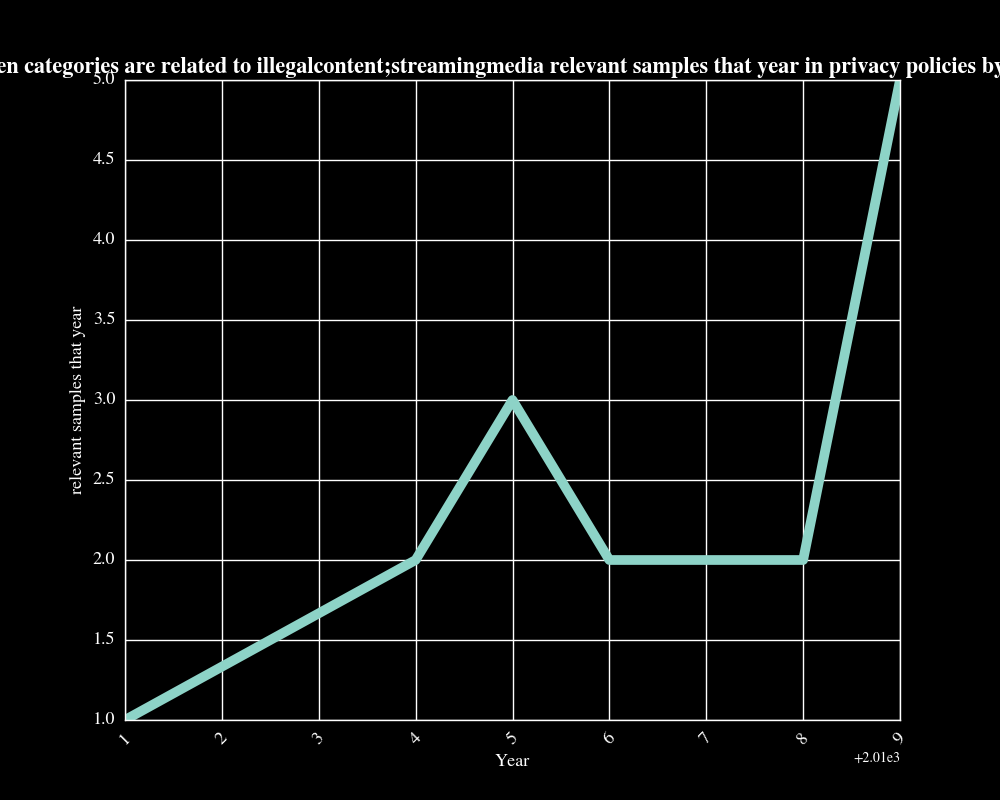 en categories are related to illegalcontent;streamingmedia relevant samples that year in privacy policies by
5.0
4.5
4.0
3.5
3.0
2.5
2.0
1.5
1.0
relevant samples that year
1 2 3 4 5 6 7 8 9
Year
+2.01e3